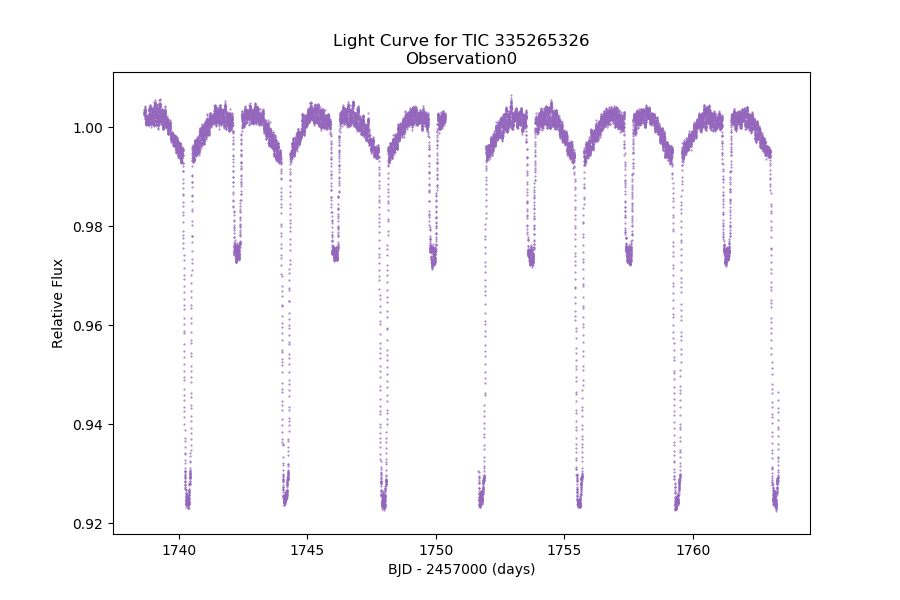 Light Curve for TIC 335265326
Observation0
1.00
0.98
0.96
0.94
0.92
Relative Flux
1740
1745
1750
1755
1760
BJD - 2457000 (days)